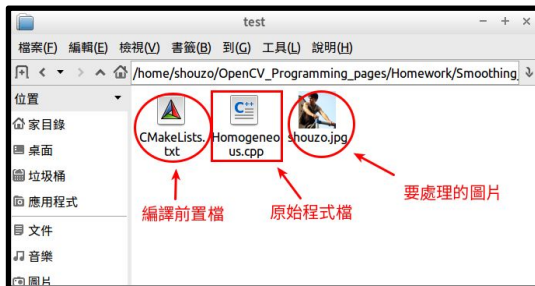 test
檔案(F) 編輯(E) 檢視(V) 書籤(B) 到(G) 工具(L) 說明(H)
/home/shouzo/OpenCV_Programming_pages/Homework/Smoothing_
位置
家目錄
桌面
垃圾桶
應用程式
文件
音樂
圖片
CMakeLists.
txt
Homogeneo
us.cpp
shouzo.jpg
編譯前置檔
原始程式檔
要處理的圖片